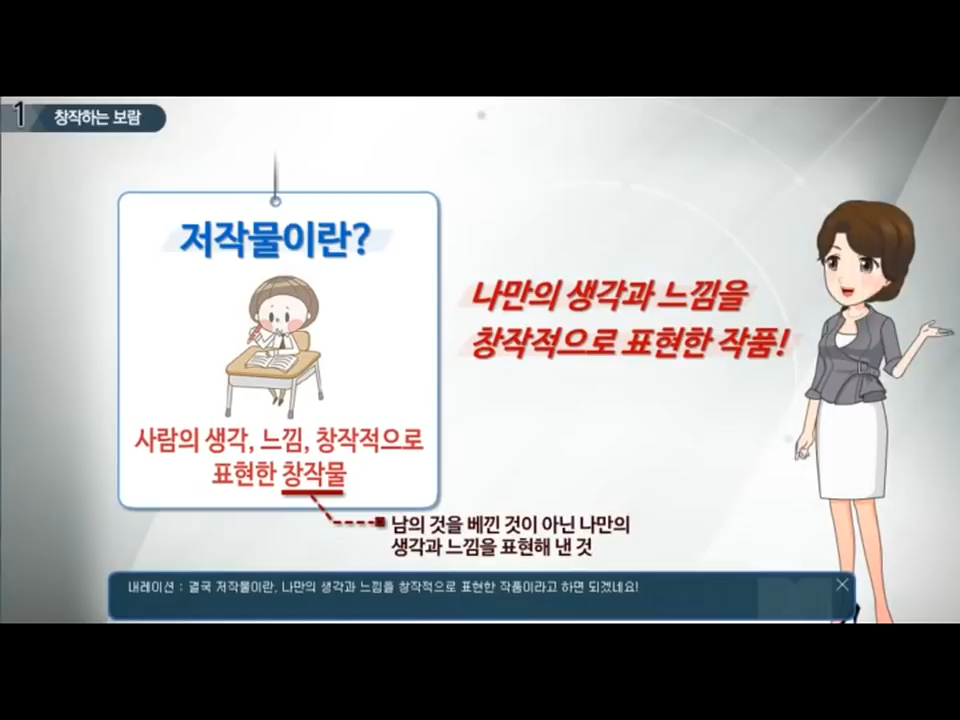 1 창작하는 보람
저작물이란?
사람의 생각, 느낌, 창작적으로
표현한 창작물
나만의 생각과 느낌을
창작적으로 표현한 작품!
남의 것을 베낀 것이 아닌 나만의
생각과 느낌을 표현해 낸 것
내레이션 : 결국 저작물이란, 나만의 생각과 느낌을 창작적으로 표현한 작품이라고 하면 되겠네요!